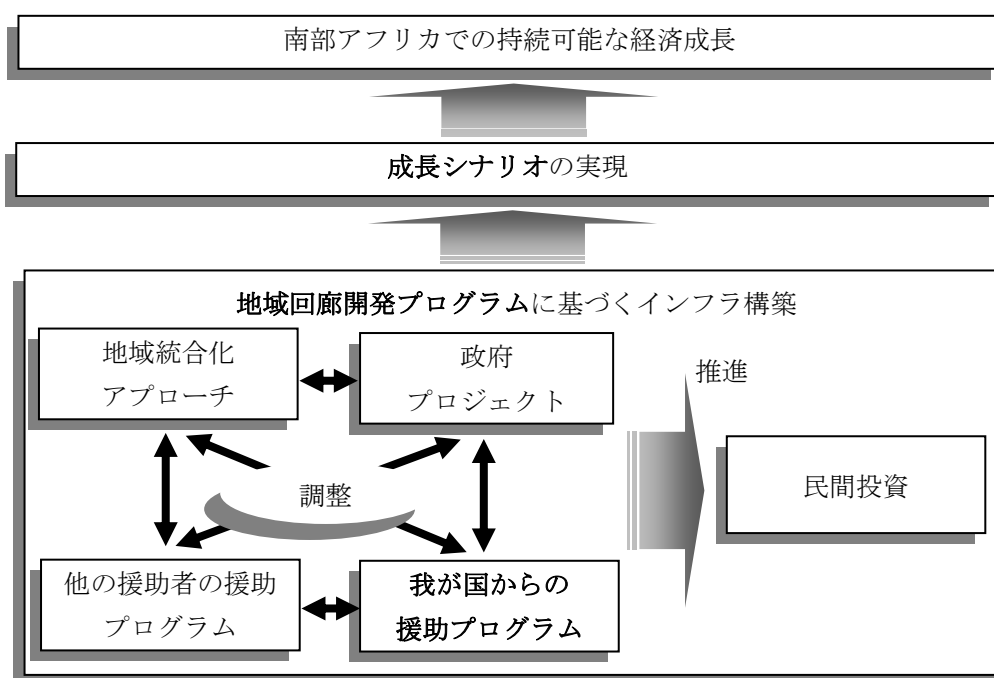 南部アフリカでの持続可能な経済成長
成長シナリオの実現
地域回廊開発プログラムに基づくインフラ構築
地域統合化
アプローチ
政府
プロジェクト
推進
調整
民間投資
他の援助者の援助
プログラム
我が国からの
援助プログラム